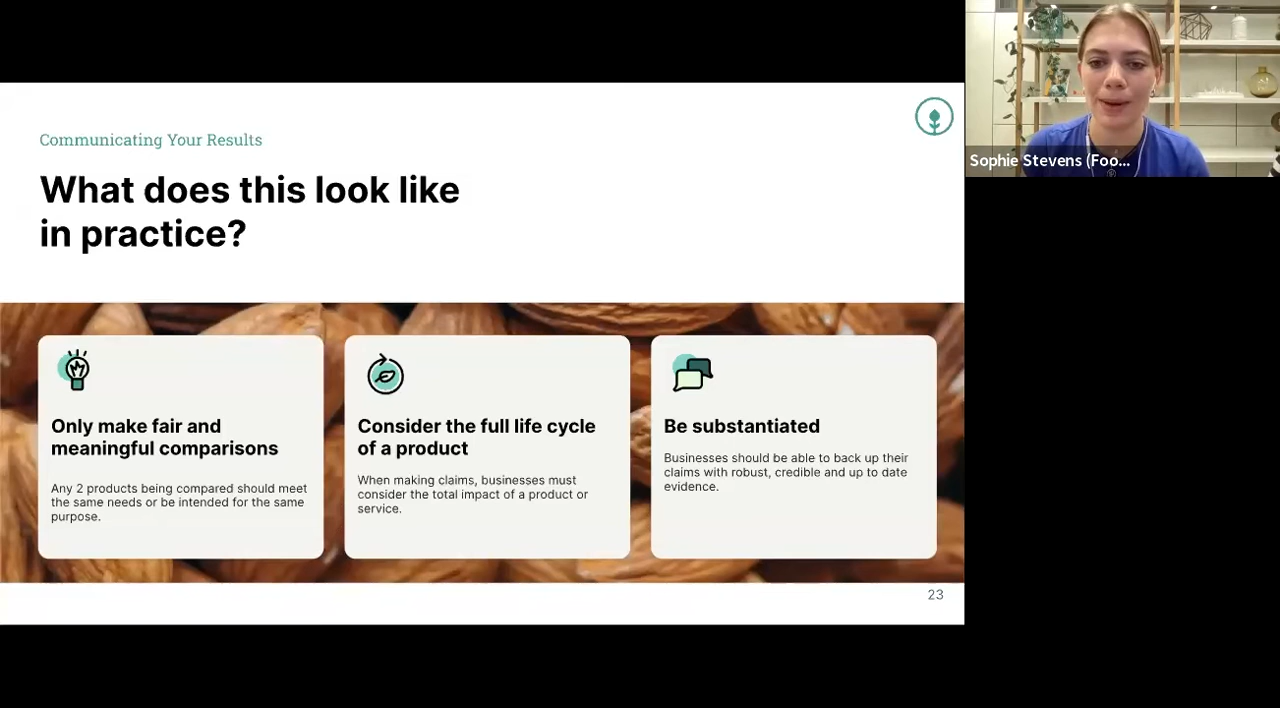 Communicating Your Results
What does this look like
in practice?
Only make fair and
meaningful comparisons
Any 2 products being compared should meet
the same needs or be intended for the same
purpose.
Consider the full life cycle
of a product
When making claims, businesses must
consider the total impact of a product or
service.
Be substantiated
Businesses should be able to back up their
claims with robust, credible and up to date
evidence.
23
Sophie Stevens (Foo...